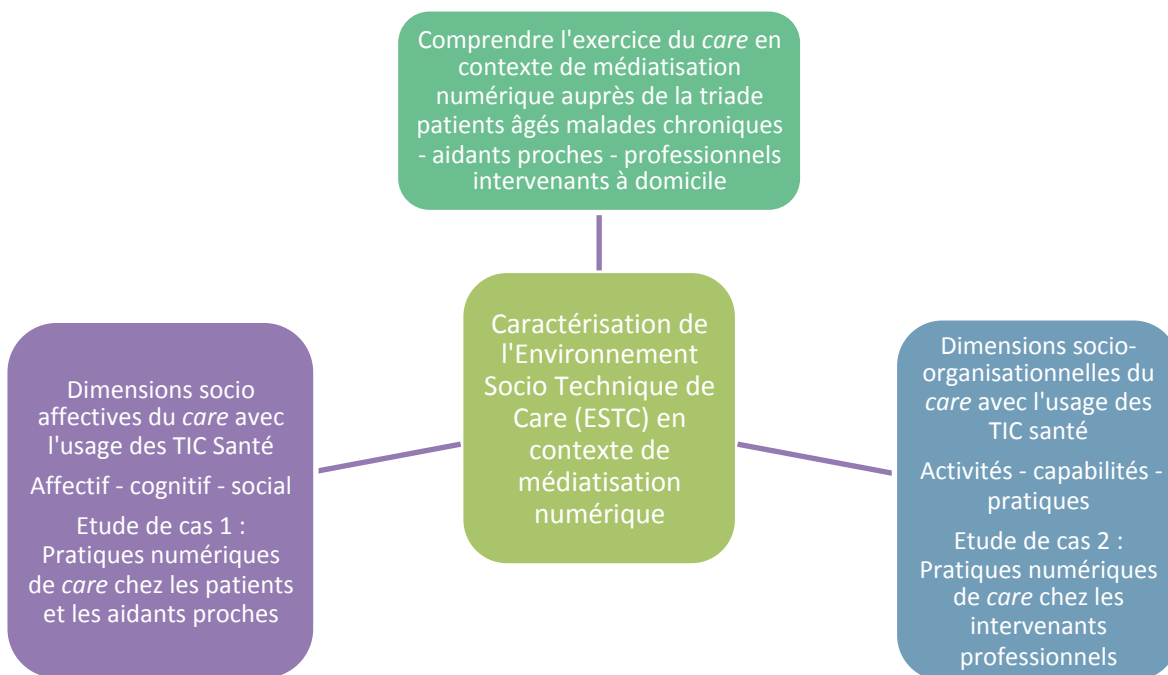 Comprendre l'exercice du care en
contexte de médiatisation
numérique auprès de la triade
patients âgés malades chroniques
- aidants proches - professionnels
intervenants à domicile
Caractérisation de
l'Environnement
Socio Technique de
Care (ESTC) en
contexte de
médiatisation
numérique
Dimensions socio
affectives du care avec
l'usage des TIC Santé
Affectif - cognitif - social
Etude de cas 1 :
Pratiques numériques
de care chez les patients
et les aidants proches
Dimensions socio-
organisationnelles du
care avec l'usage des
TIC santé
Activités - capabilités -
pratiques
Etude de cas 2 :
Pratiques numériques
de care chez les
intervenants
professionnels